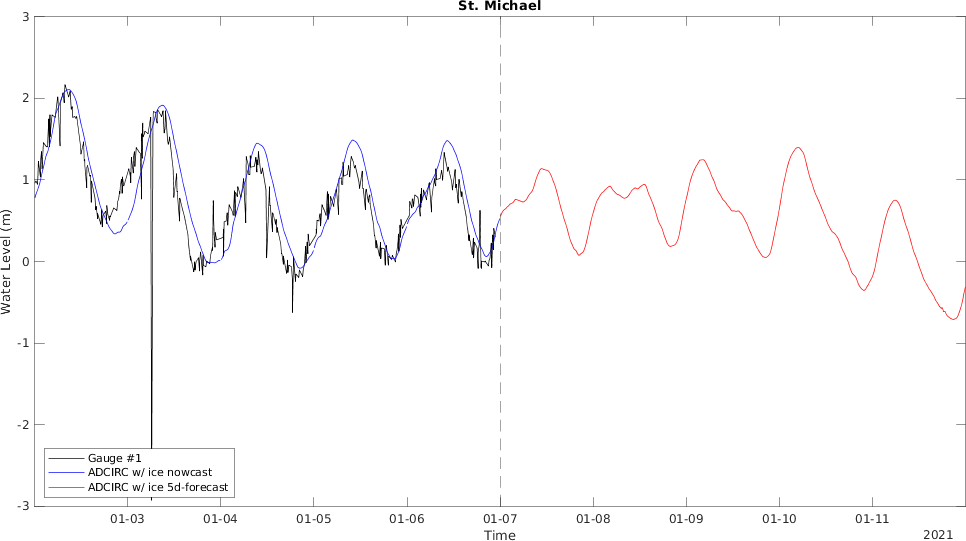 St. Michael
3
2
1
0
-1
-2
-3
Water Level (m)
Gauge #1
ADCIRC w/ ice nowcast
ADCIRC w/ ice 5d-forecast
01-03 01-04 01-05 01-06 01-07 01-08 01-09 01-10 01-11
Time
2021